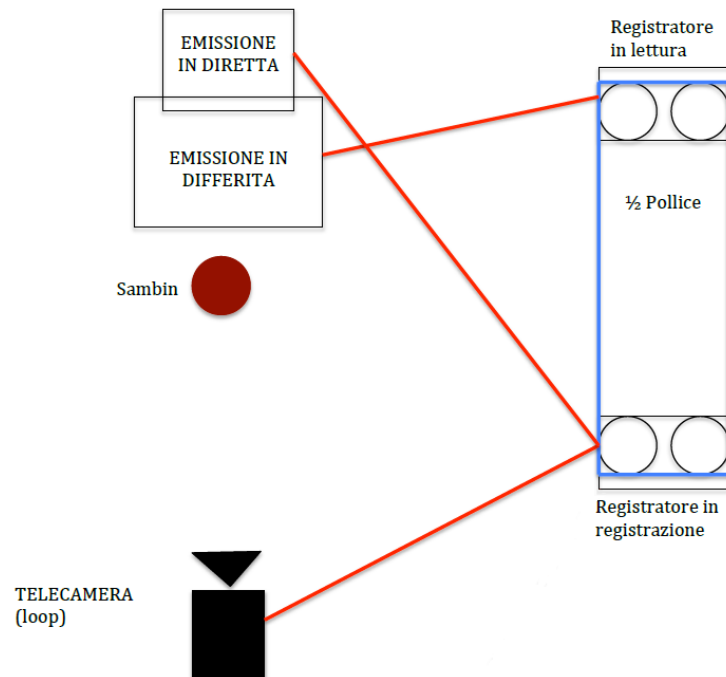 EMISSIONE
IN DIRETTA
EMISSIONE IN
DIFFERITA
Registratore
in lettura
½ Pollice
Sambin
Registratore in
registrazione
TELECAMERA
(loop)